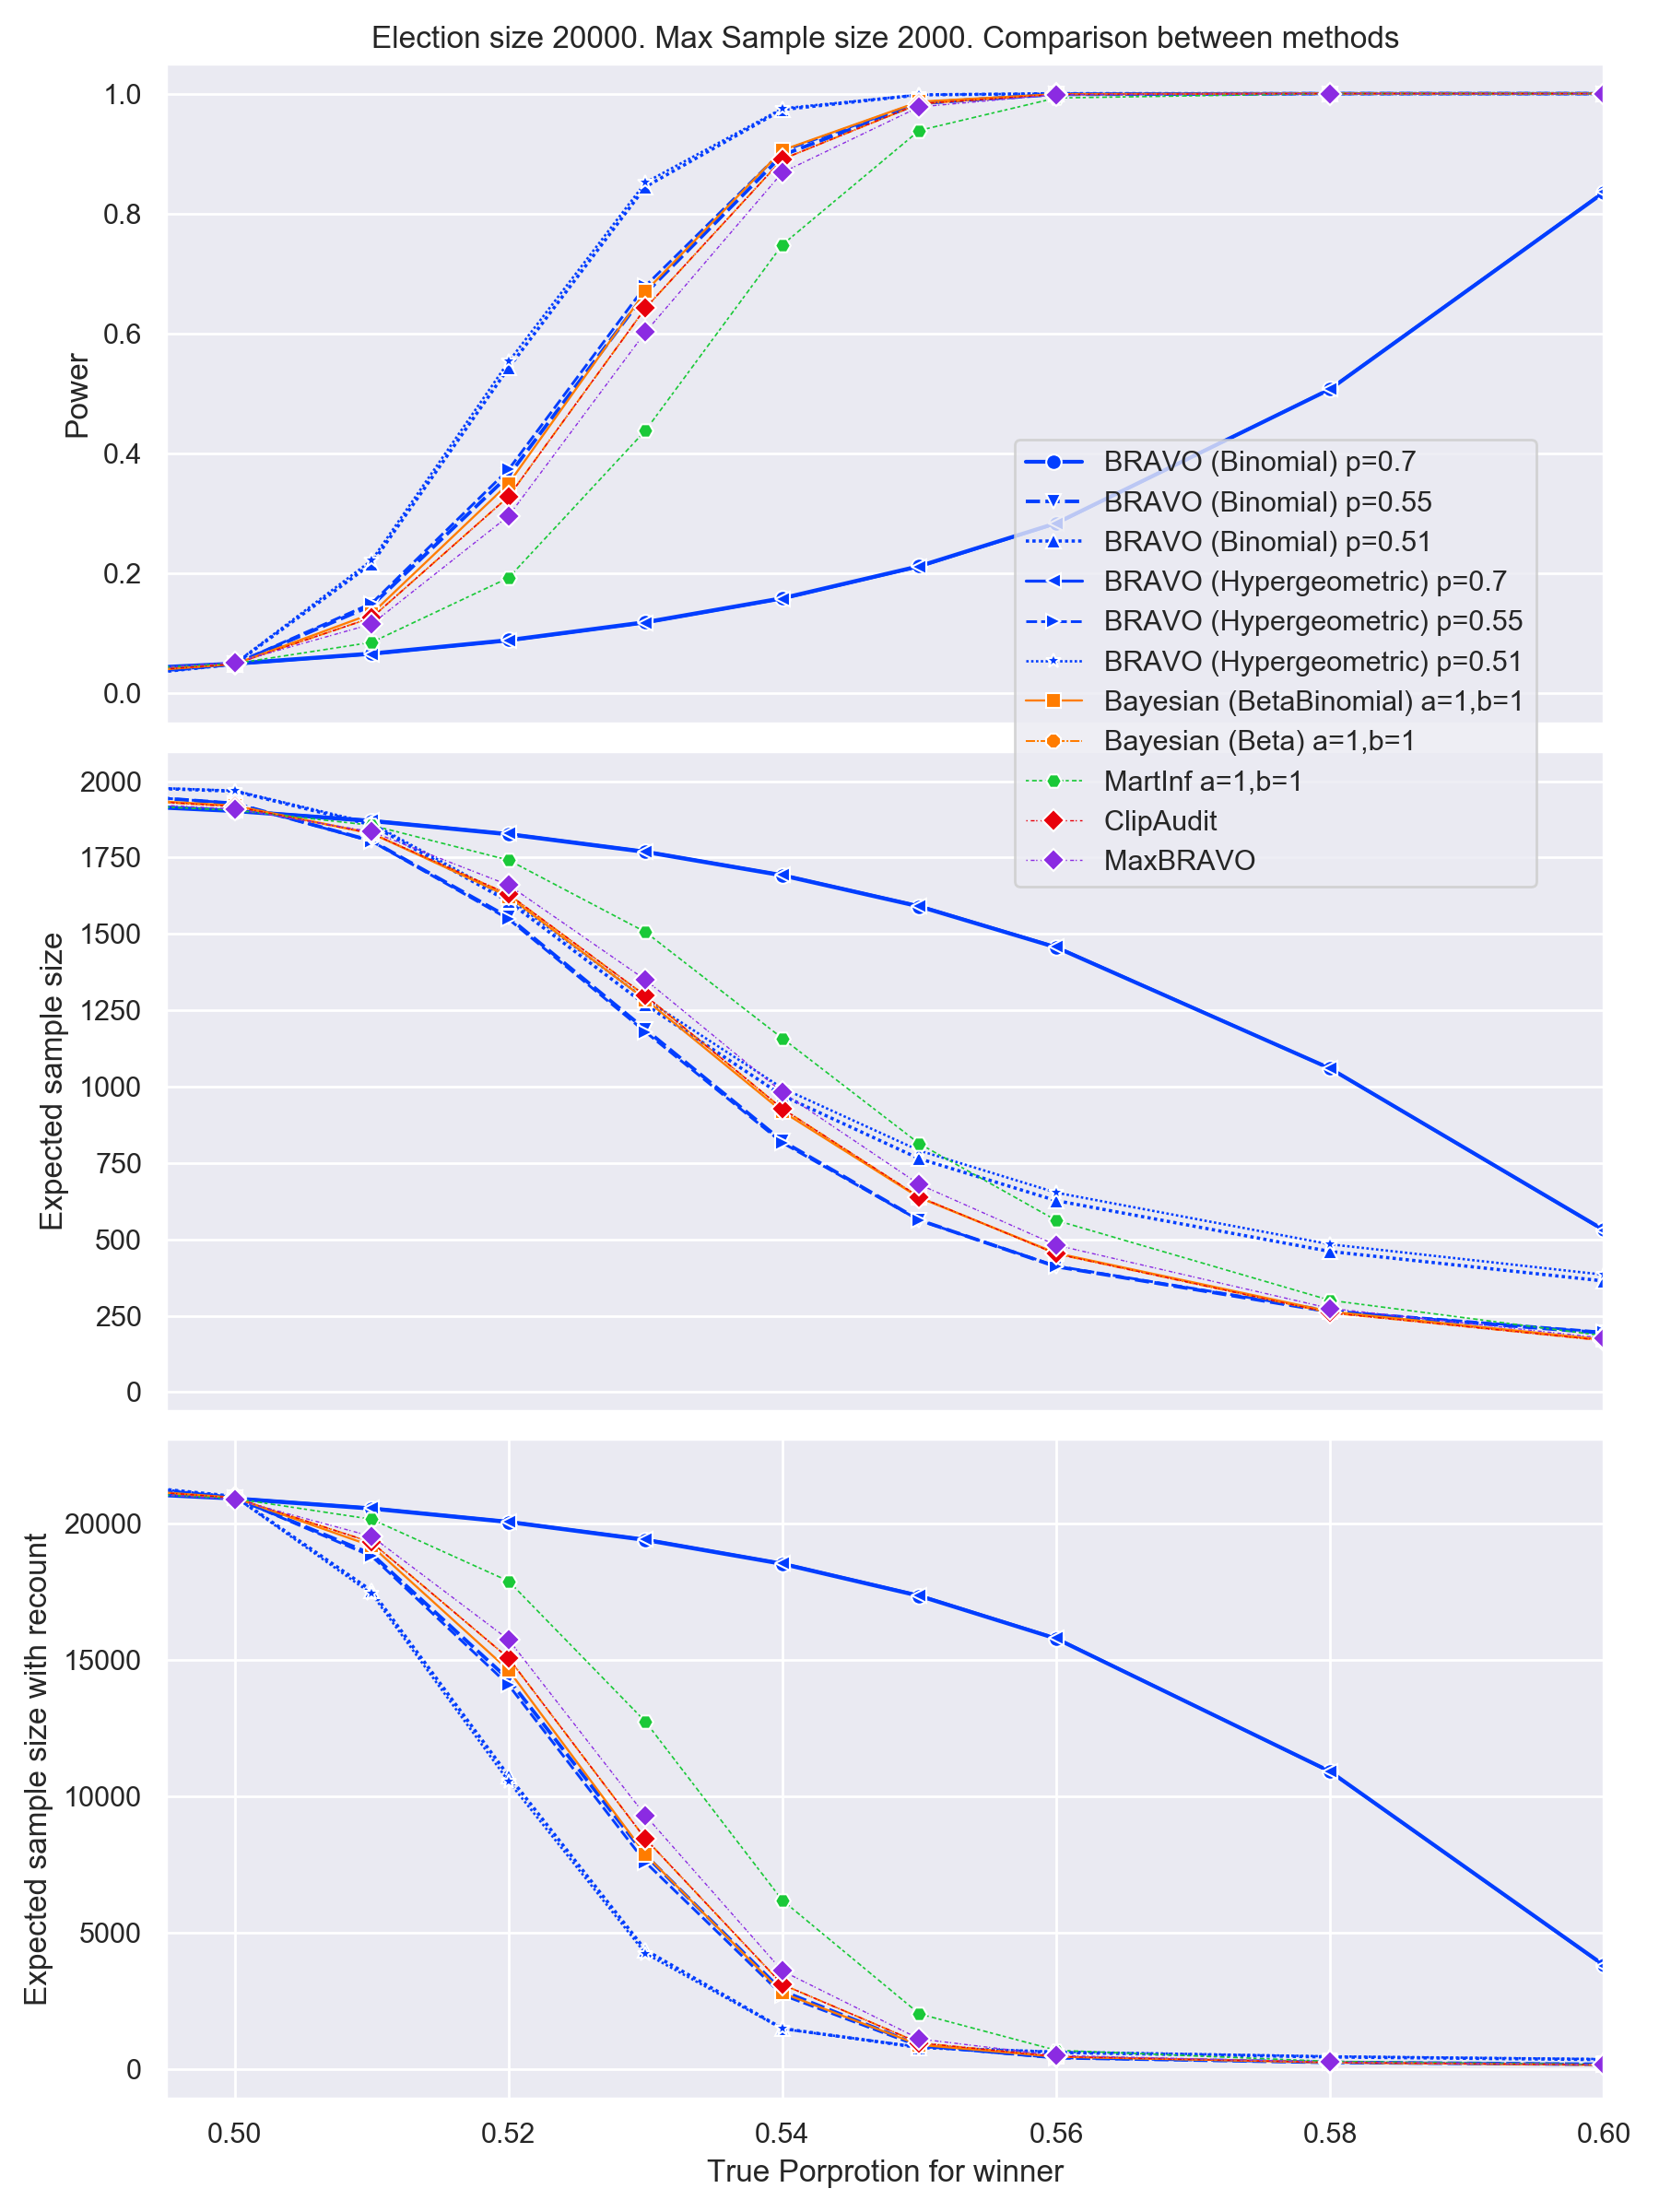 Election size 20000. Max Sample size 2000. Comparison between methods
1.0
0.8
0.6
0.4
0.2
0.0
Power
BRAVO (Binomial) p=0.7
BRAVO (Binomial) p=0.55
BRAVO (Binomial) p=0.51
BRAVO (Hypergeometric) p=0.7
BRAVO (Hypergeometric) p=0.55
BRAVO (Hypergeometric) p=0.51
Bayesian (BetaBinomial) a=1,b=1
Bayesian (Beta) a=1,b=1
MartInf a=1,b=1
ClipAudit
MaxBRAVO
2000
1750
1500
1250
1000
750
500
250
0
Expected sample size
20000
15000
10000
5000
0
Expected sample size with recount
0.50
0.52
0.54
0.56
0.58
0.60
True Porprotion for winner